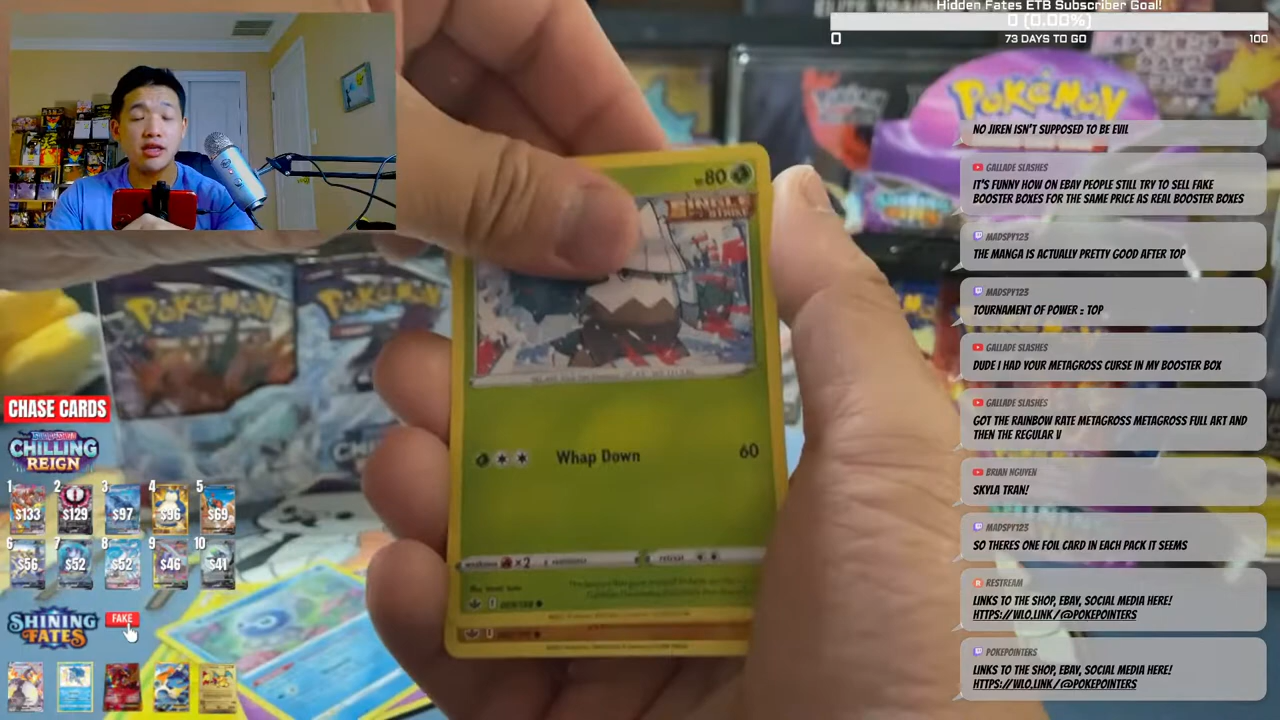 Hidden Fates ETB Subscriber Goal!
0 (0.00%)
0
73 DAYS TO GO
100
POKéMON
NO JIREN ISN'T SUPPOSED TO BE EVIL
GALLADE SLASHES
IT'S FUNNY HOW ON EBAY PEOPLE STILL TRY TO SELL FAKE
BOOSTER BOXES FOR THE SAME PRICE AS REAL BOOSTER BOXES
MADSPY123
THE MANGA IS ACTUALLY PRETTY GOOD AFTER TOP
MADSPY123
TOURNAMENT OF POWER = TOP
GALLADE SLASHES
DUDE I HAD YOUR METAGROSS CURSE IN MY BOOSTER BOX
GALLADE SLASHES
GOT THE RAINBOW RATE METAGROSS METAGROSS FULL ART AND
THEN THE REGULAR V
BRIAN NGUYEN
SKYLA TRAN!
MADSPY123
SO THERES ONE FOIL CARD IN EACH PACK IT SEEMS
RESTREAM
LINKS TO THE SHOP, EBAY, SOCIAL MEDIA HERE!
HTTPS://WLO.LINK/@POKEPOINTERS
POKEPOINTERS
LINKS TO THE SHOP, EBAY, SOCIAL MEDIA HERE!
HTTPS://WLO.LINK/@POKEPOINTERS
80
SINGLE
STRIKE
Whap Down
60
weakness
×2
resistance
retreat
POKéMON
POKéMON
CHASE CARDS
CHILLING
REIGN
1 2 3 4 5
$133 $129 $97 $96 $69
6 7 8 9 10
$56 $52 $52 $46 $41
SHINING
FATES
FAKE